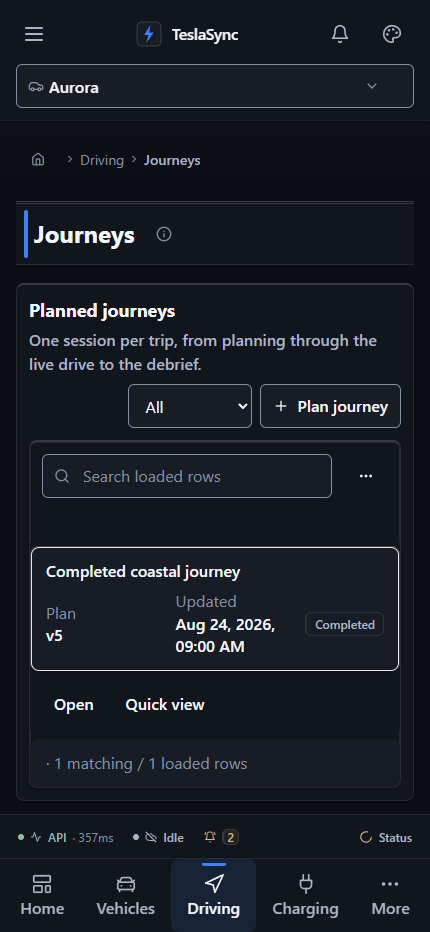 TeslaSync
Aurora
Driving
Journeys
Journeys
Planned journeys
One session per trip, from planning through the
live drive to the debrief.
All
Plan journey
Search loaded rows
Completed coastal journey
Plan
v5
Updated
Aug 24, 2026,
09:00 AM
Completed
Open
Quick view
· 1 matching / 1 loaded rows
API · 357ms
Idle
2
Status
Home
Vehicles
Driving
Charging
More